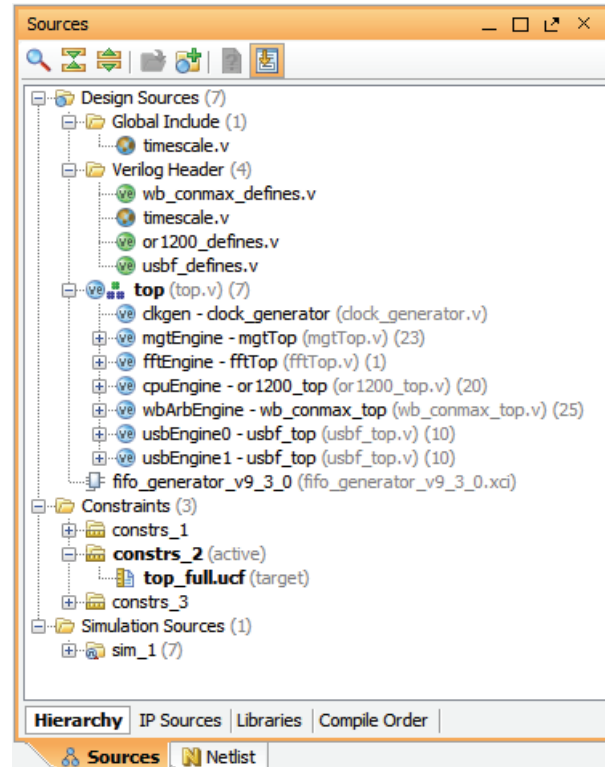 Sources
Design Sources (7)
Global Include (1)
timescale.v
Verilog Header (4)
wb_conmax_defines.v
timescale.v
or1200_defines.v
usbf_defines.v
top (top.v) (7)
clkgen - clock_generator (clock_generator.v)
mgtEngine - mgtTop (mgtTop.v) (23)
fftEngine - fftTop (fftTop.v) (1)
cpuEngine - or1200_top (or1200_top.v) (20)
wbArbEngine - wb_conmax_top (wb_conmax_top.v) (25)
usbEngine0 - usbf_top (usbf_top.v) (10)
usbEngine1 - usbf_top (usbf_top.v) (10)
fifo_generator_v9_3_0 (fifo_generator_v9_3_0.xci)
Constraints (3)
constrs_1
constrs_2 (active)
top_full.ucf (target)
constrs_3
Simulation Sources (1)
sim_1 (7)
Hierarchy IP Sources Libraries Compile Order
Sources Netlist